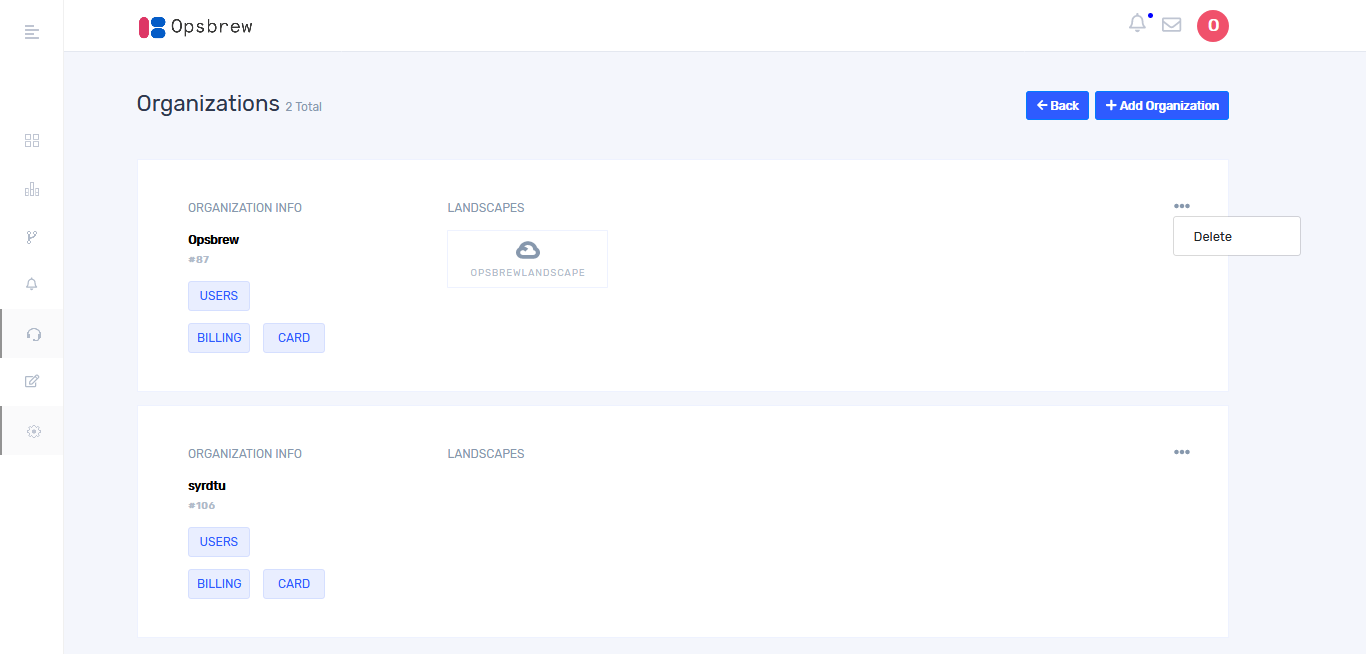 Opsbrew
O
Organizations 2 Total
Back
Add Organization
ORGANIZATION INFO
LANDSCAPES
Opsbrew
#87
OPSBREWLANDSCAPE
Delete
USERS
BILLING
CARD
ORGANIZATION INFO
LANDSCAPES
syrdtu
#106
USERS
BILLING
CARD